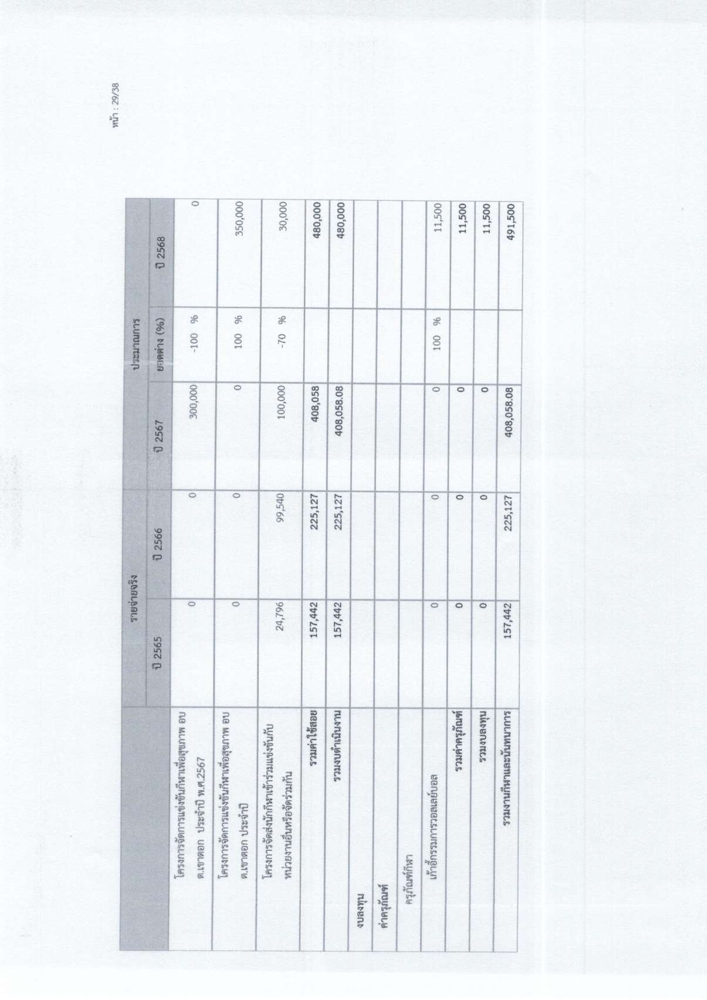 หน้า : 29/38
รายจ่ายจริง ประมาณการ
ปี 2565 ปี 2566 ปี 2567 ยอดต่าง (%) ปี 2568
โครงการจัดการแข่งขันกีฬาเพื่อสุขภาพ อบ 0 0 300,000 -100 % 0
ต.เขาตอก ประจำปี พ.ศ.2567
โครงการจัดการแข่งขันกีฬาเพื่อสุขภาพ อบ 0 0 0 100 % 350,000
ต.เขาตอก ประจำปี
โครงการจัดส่งนักกีฬาเข้าร่วมแข่งขันกับ 24,796 99,540 100,000 -70 % 30,000
หน่วยงานอื่นหรือจัดร่วมกัน
รวมค่าใช้สอย 157,442 225,127 408,058 480,000
รวมงบดำเนินงาน 157,442 225,127 408,058.08 480,000
งบลงทุน
ค่าครุภัณฑ์
ครุภัณฑ์กีฬา
เก้าอี้กรรมการวอลเลย์บอล 0 0 0 100 % 11,500
รวมค่าครุภัณฑ์ 0 0 0 11,500
รวมงบลงทุน 0 0 0 11,500
รวมงานกีฬาและนันทนาการ 157,442 225,127 408,058.08 491,500